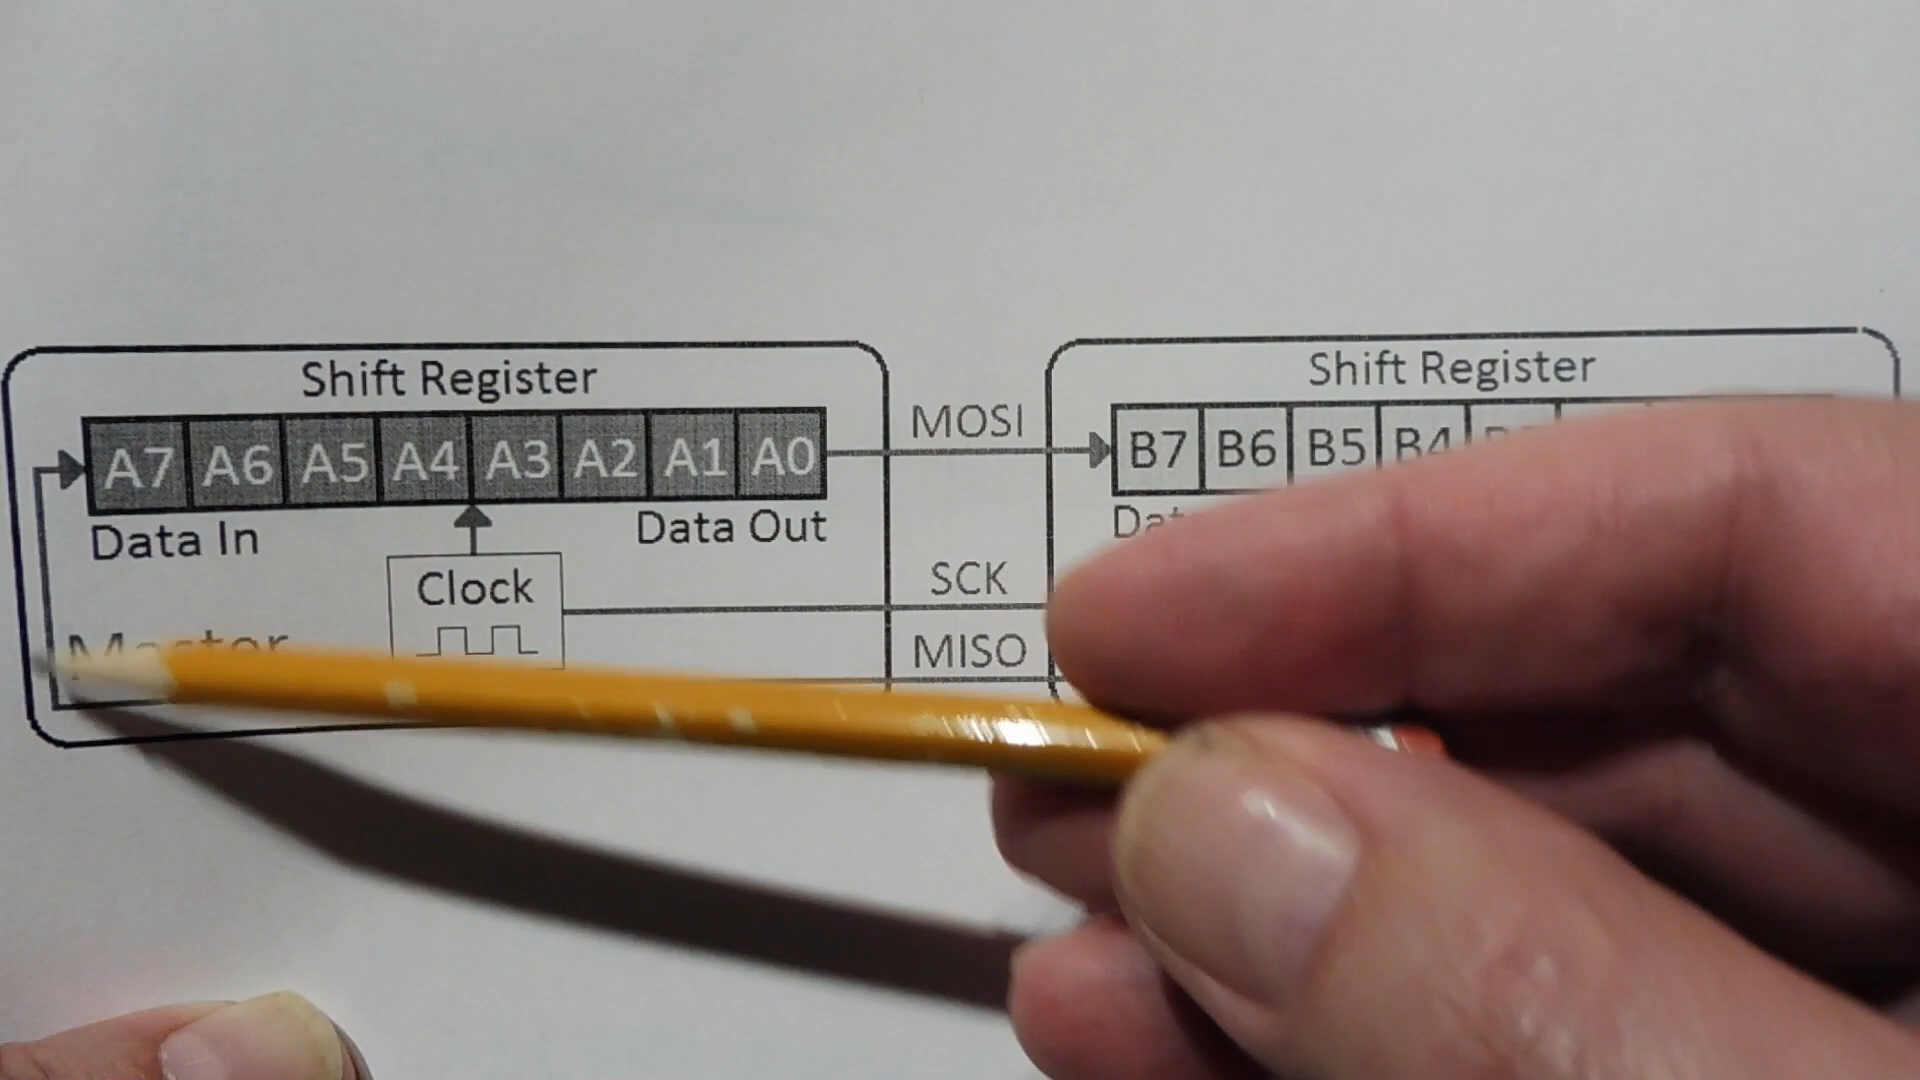 Shift Register
A7 A6 A5 A4 A3 A2 A1 A0
Data In
Data Out
Clock
Master
MOSI
SCK
MISO
Shift Register
B7 B6 B5 B4